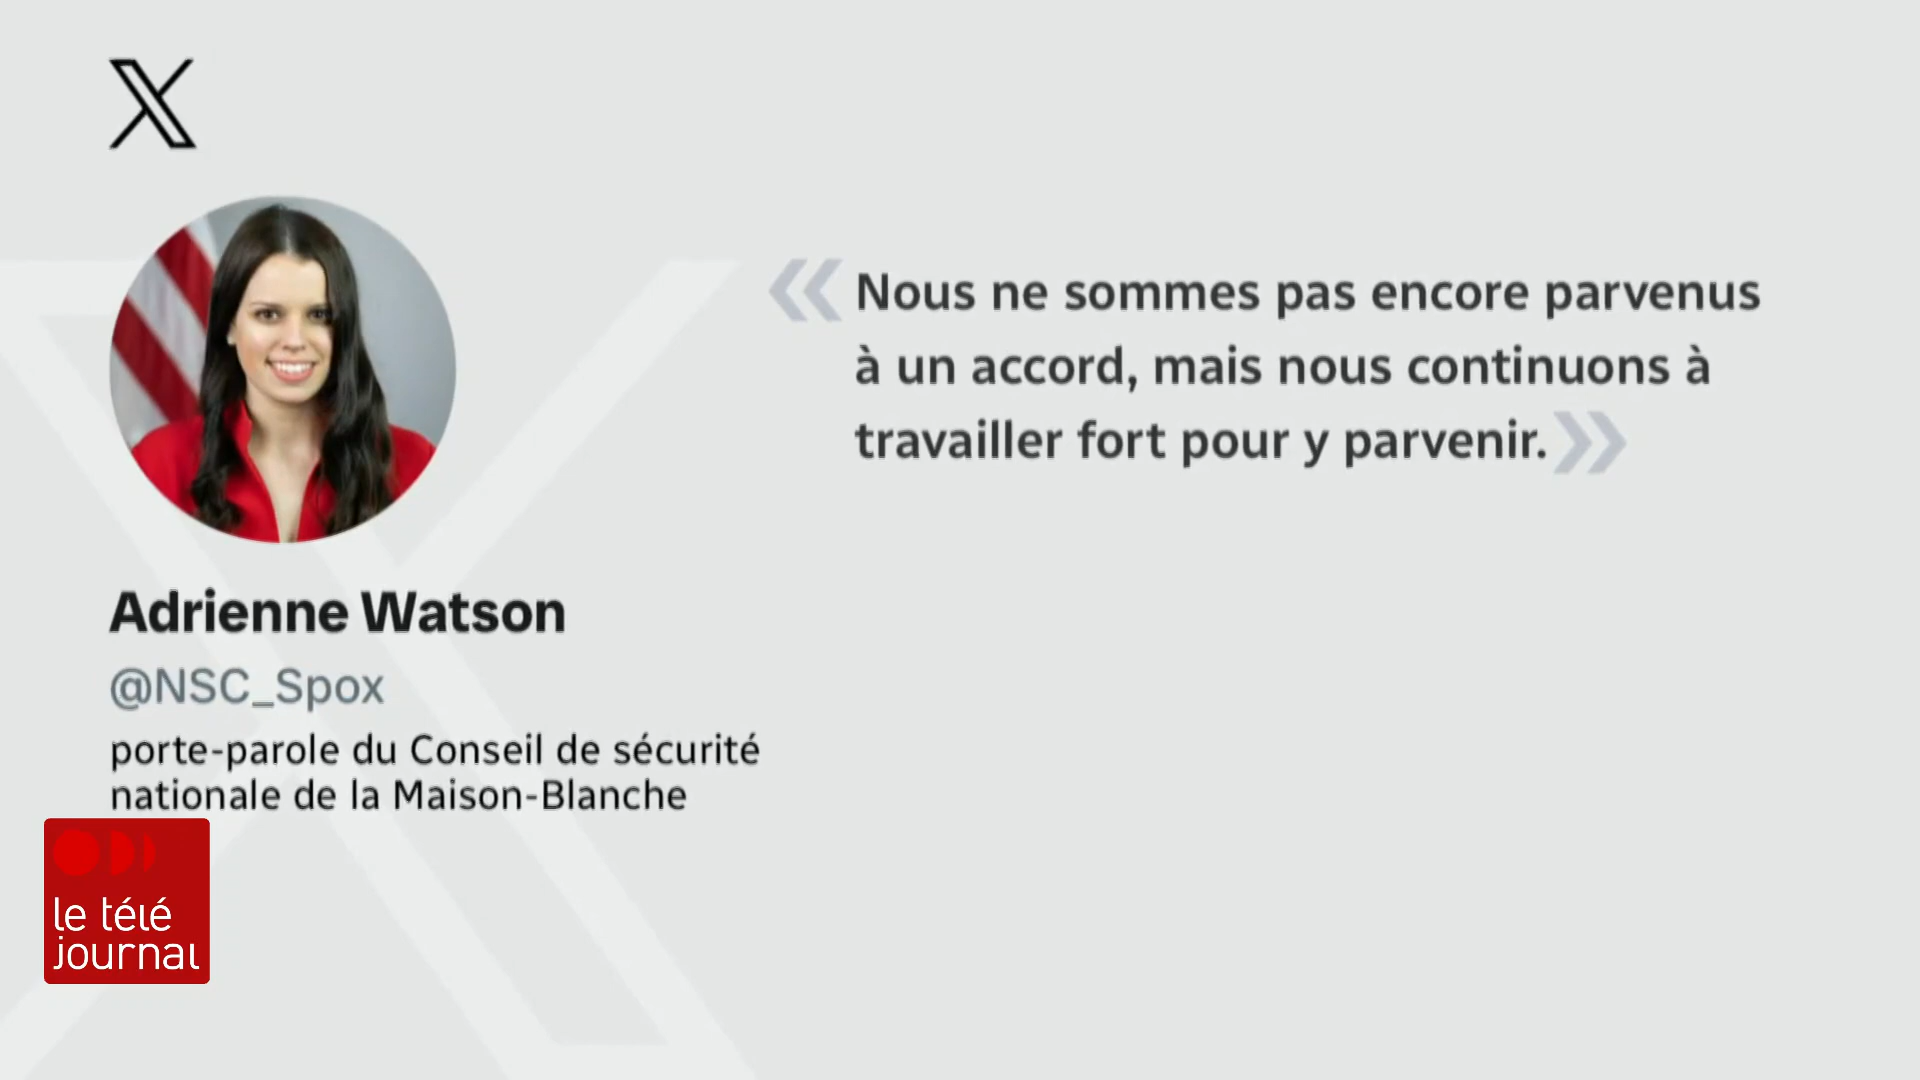 Nous ne sommes pas encore parvenus
à un accord, mais nous continuons à
travailler fort pour y parvenir.
Adrienne Watson
@NSC_Spox
porte-parole du Conseil de sécurité
nationale de la Maison-Blanche
le télé
journal